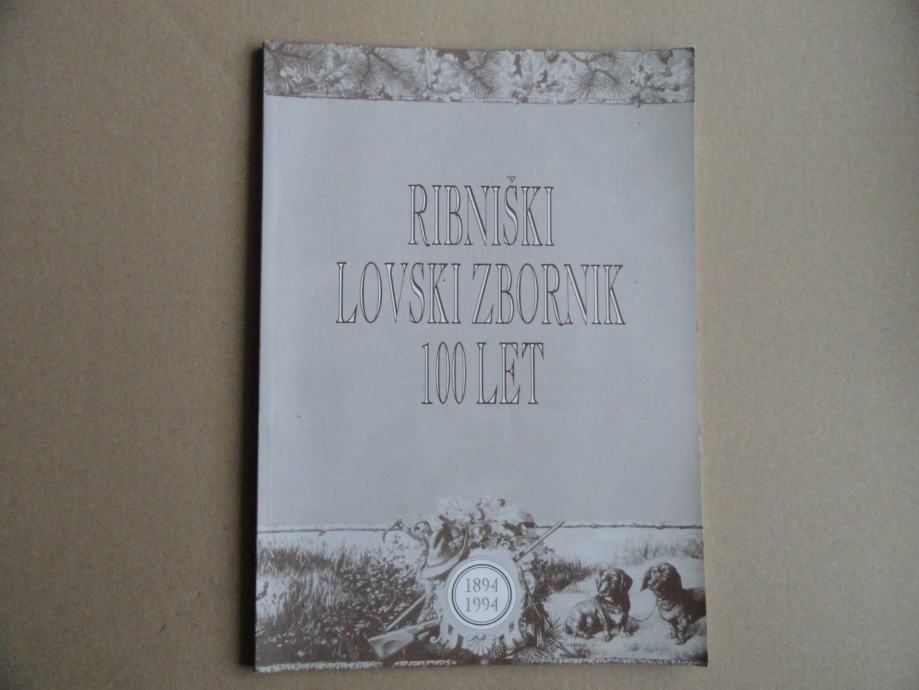 RIBNIŠKI
LOVSKI ZBORNIK
100 LET
1894
1994